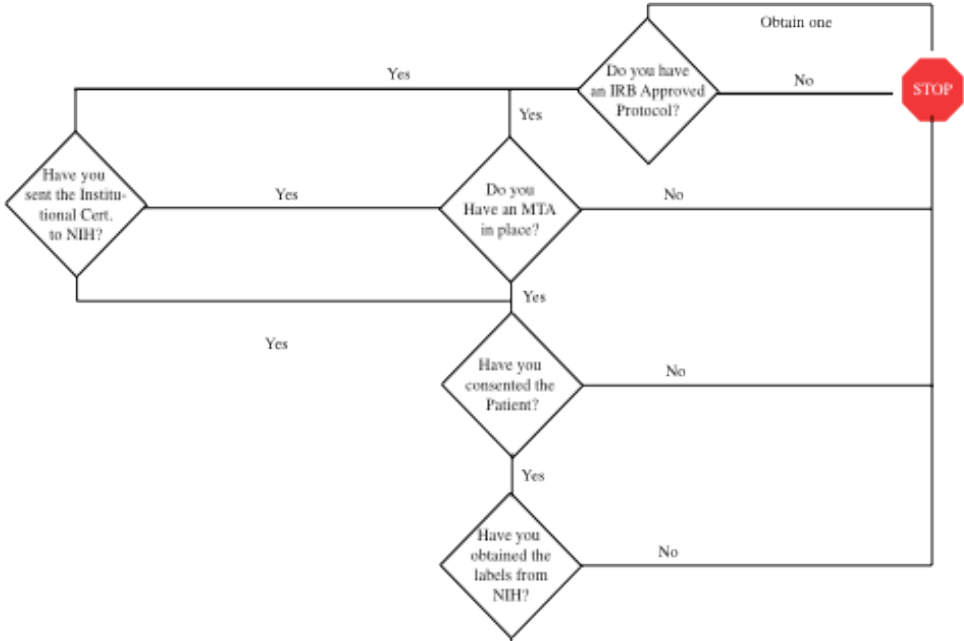 Obtain one
Do you have
an IRB Approved
Protocol?
No
STOP
Yes
Yes
Have you
sent the Institu-
tional Cert.
to NIH?
Yes
Do you
Have an MTA
in place?
No
Yes
Yes
Have you
consented the
Patient?
No
Yes
Have you
obtained the
labels from
NIH?
No